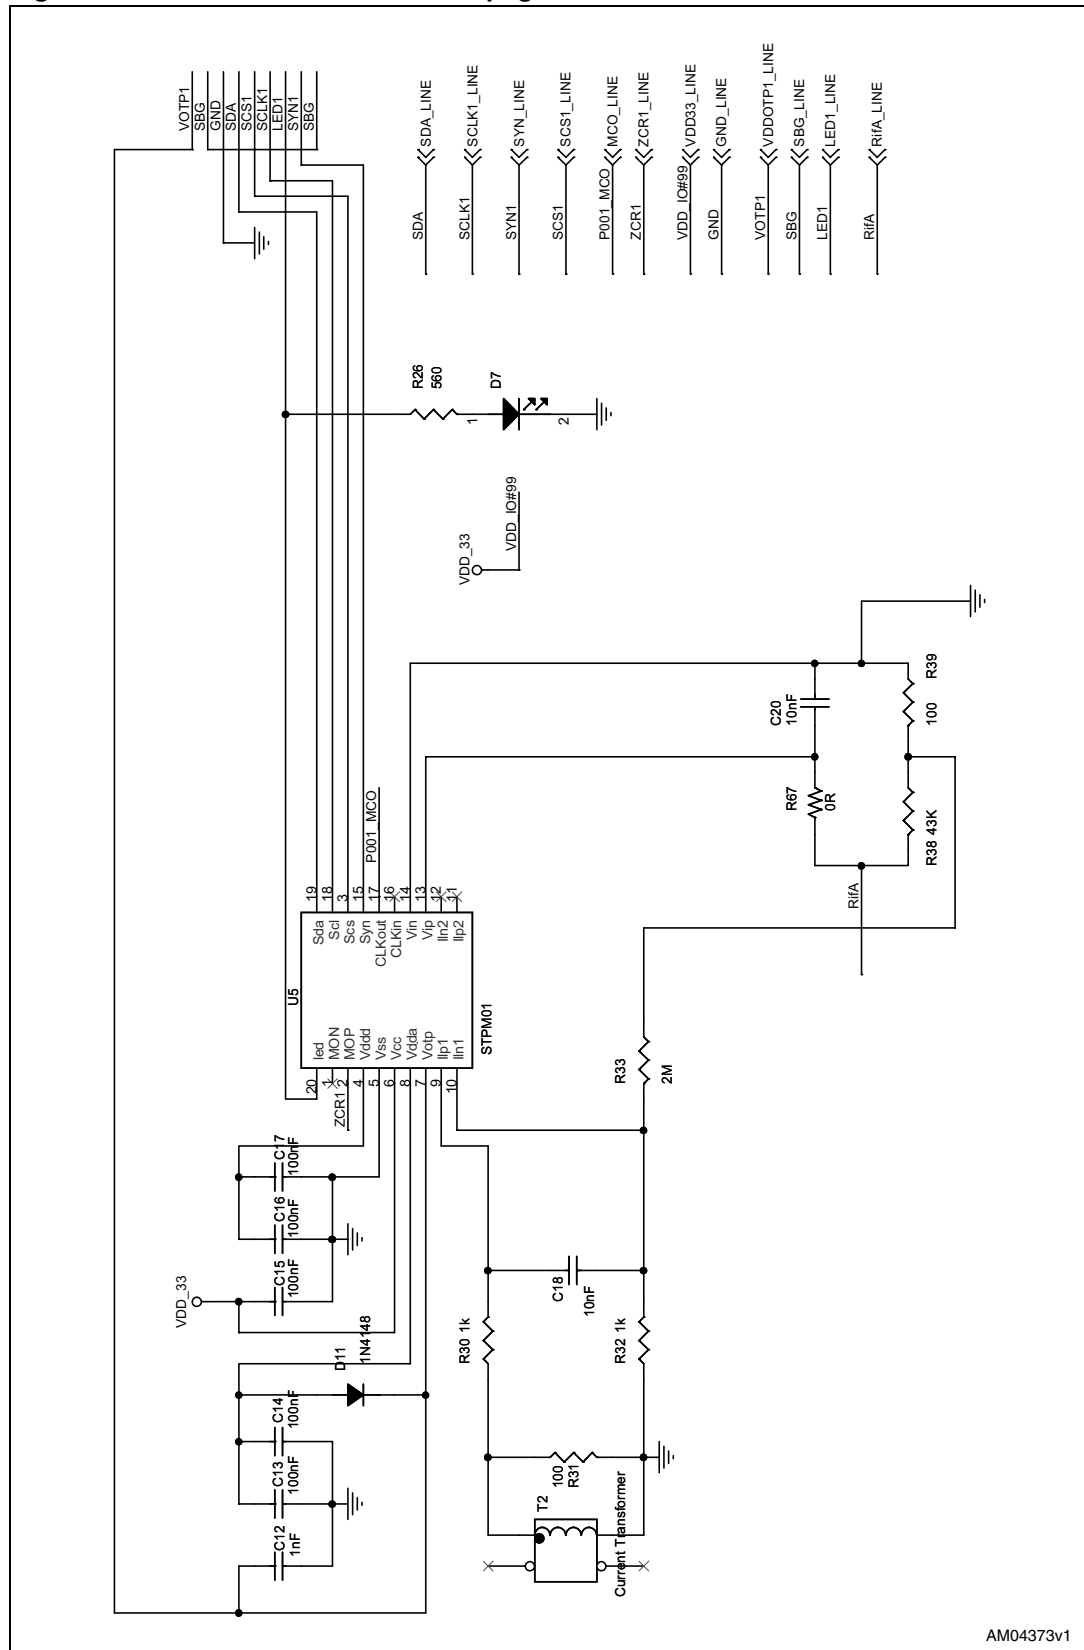 VOTP1
SBG
GND
SDA
SCS1
SCLK1
LED1
SYN1
SBG
SDA
SDA_LINE
SCLK1
SCLK1_LINE
SYN1
SYN_LINE
SCS1
SCS1_LINE
P001_MCO
MCO_LINE
ZCR1
ZCR1_LINE
VDD_IO#99
VDD33_LINE
GND
GND_LINE
VOTP1
VDDOTP1_LINE
SBG
SBG_LINE
LED1
LED1_LINE
RifA
RifA_LINE
R26
560
D7
1
2
VDD_33
VDD_IO#99
R39
100
C20
10nF
R67
0R
R38 43K
RifA
P001_MCO
19
18
3
15
17
16
14
13
12
11
Sda
Scl
Scs
Syn
CLKout
CLKin
Vin
Vip
IIn2
IIp2
U5
STPM01
led
MON
MOP
Vddd
Vss
Vcc
Vdda
Votp
IIp1
IIn1
20
1
2
4
5
6
8
7
9
10
ZCR1
R33
2M
C17
100nF
C16
100nF
C15
100nF
VDD_33
D11
1N4148
C14
100nF
C13
100nF
C12
1nF
C18
10nF
R30 1k
R32 1k
100
R31
T2
Current Transformer
AM04373v1